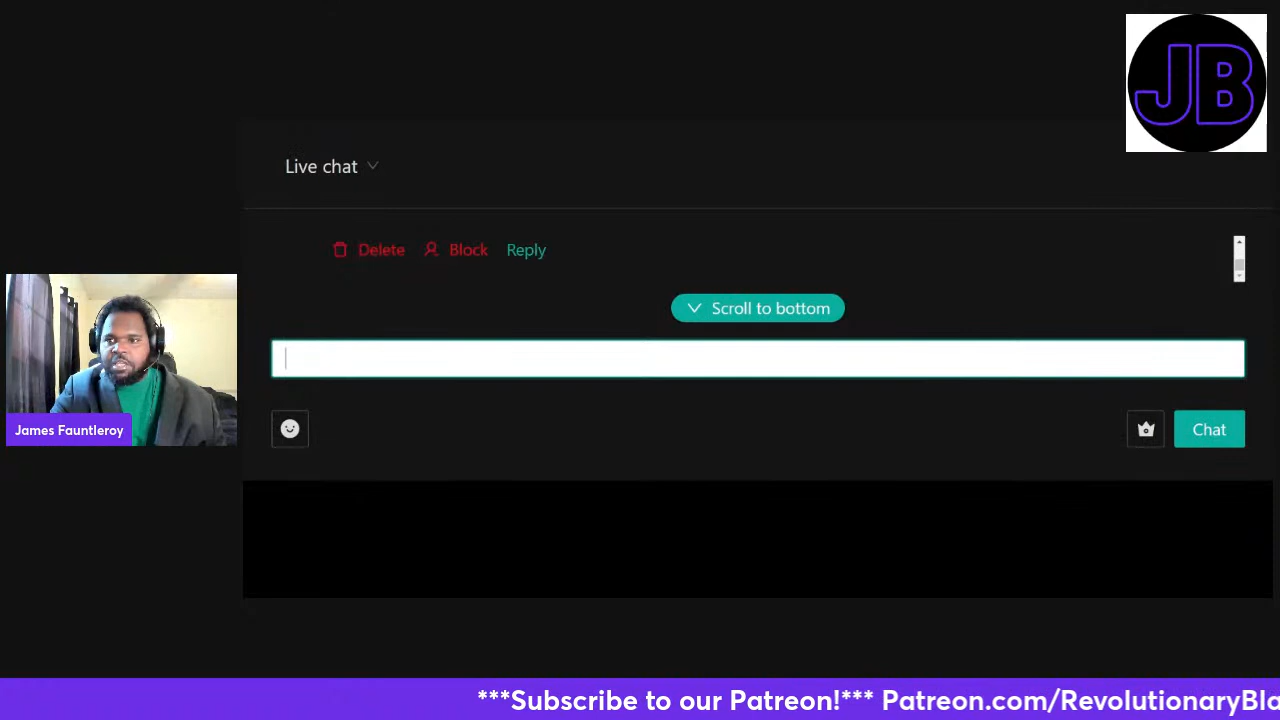 JB
Live chat
Delete Block Reply
Scroll to bottom
James Fauntleroy
Chat
***Subscribe to our Patreon!*** Patreon.com/RevolutionaryBla